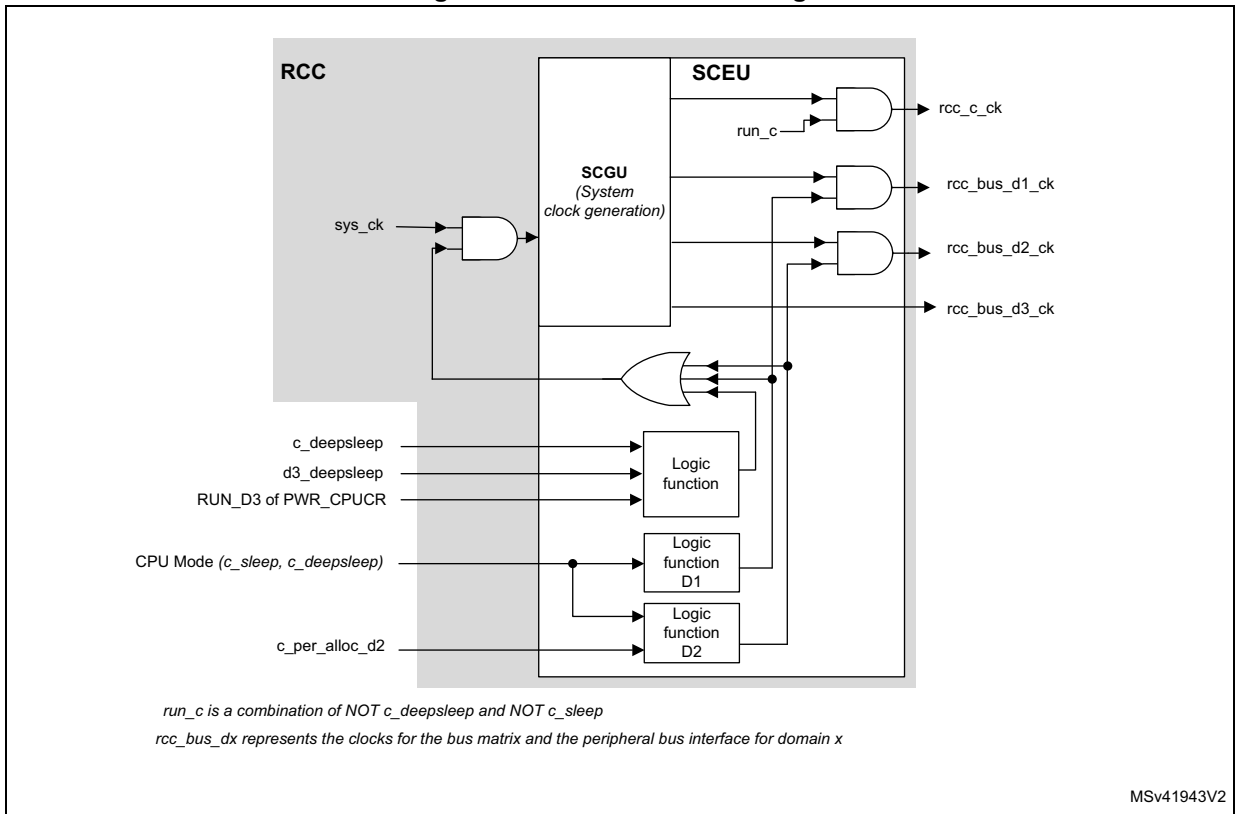 RCC
SCEU
rcc_c_ck
run_c
SCGU
(System
clock generation)
rcc_bus_d1_ck
sys_ck
rcc_bus_d2_ck
rcc_bus_d3_ck
c_deepsleep
d3_deepsleep
RUN_D3 of PWR_CPUCR
Logic
function
CPU Mode (c_sleep, c_deepsleep)
Logic
function
D1
c_per_alloc_d2
Logic
function
D2
run_c is a combination of NOT c_deepsleep and NOT c_sleep
rcc_bus_dx represents the clocks for the bus matrix and the peripheral bus interface for domain x
MSv41943V2